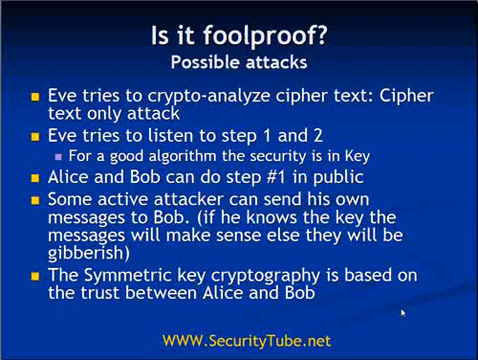 Is it foolproof?
Possible attacks
Eve tries to crypto-analyze cipher text: Cipher
text only attack
Eve tries to listen to step 1 and 2
For a good algorithm the security is in Key
Alice and Bob can do step #1 in public
Some active attacker can send his own
messages to Bob. (if he knows the key the
messages will make sense else they will be
gibberish)
The Symmetric key cryptography is based on
the trust between Alice and Bob
WWW.SecurityTube.net